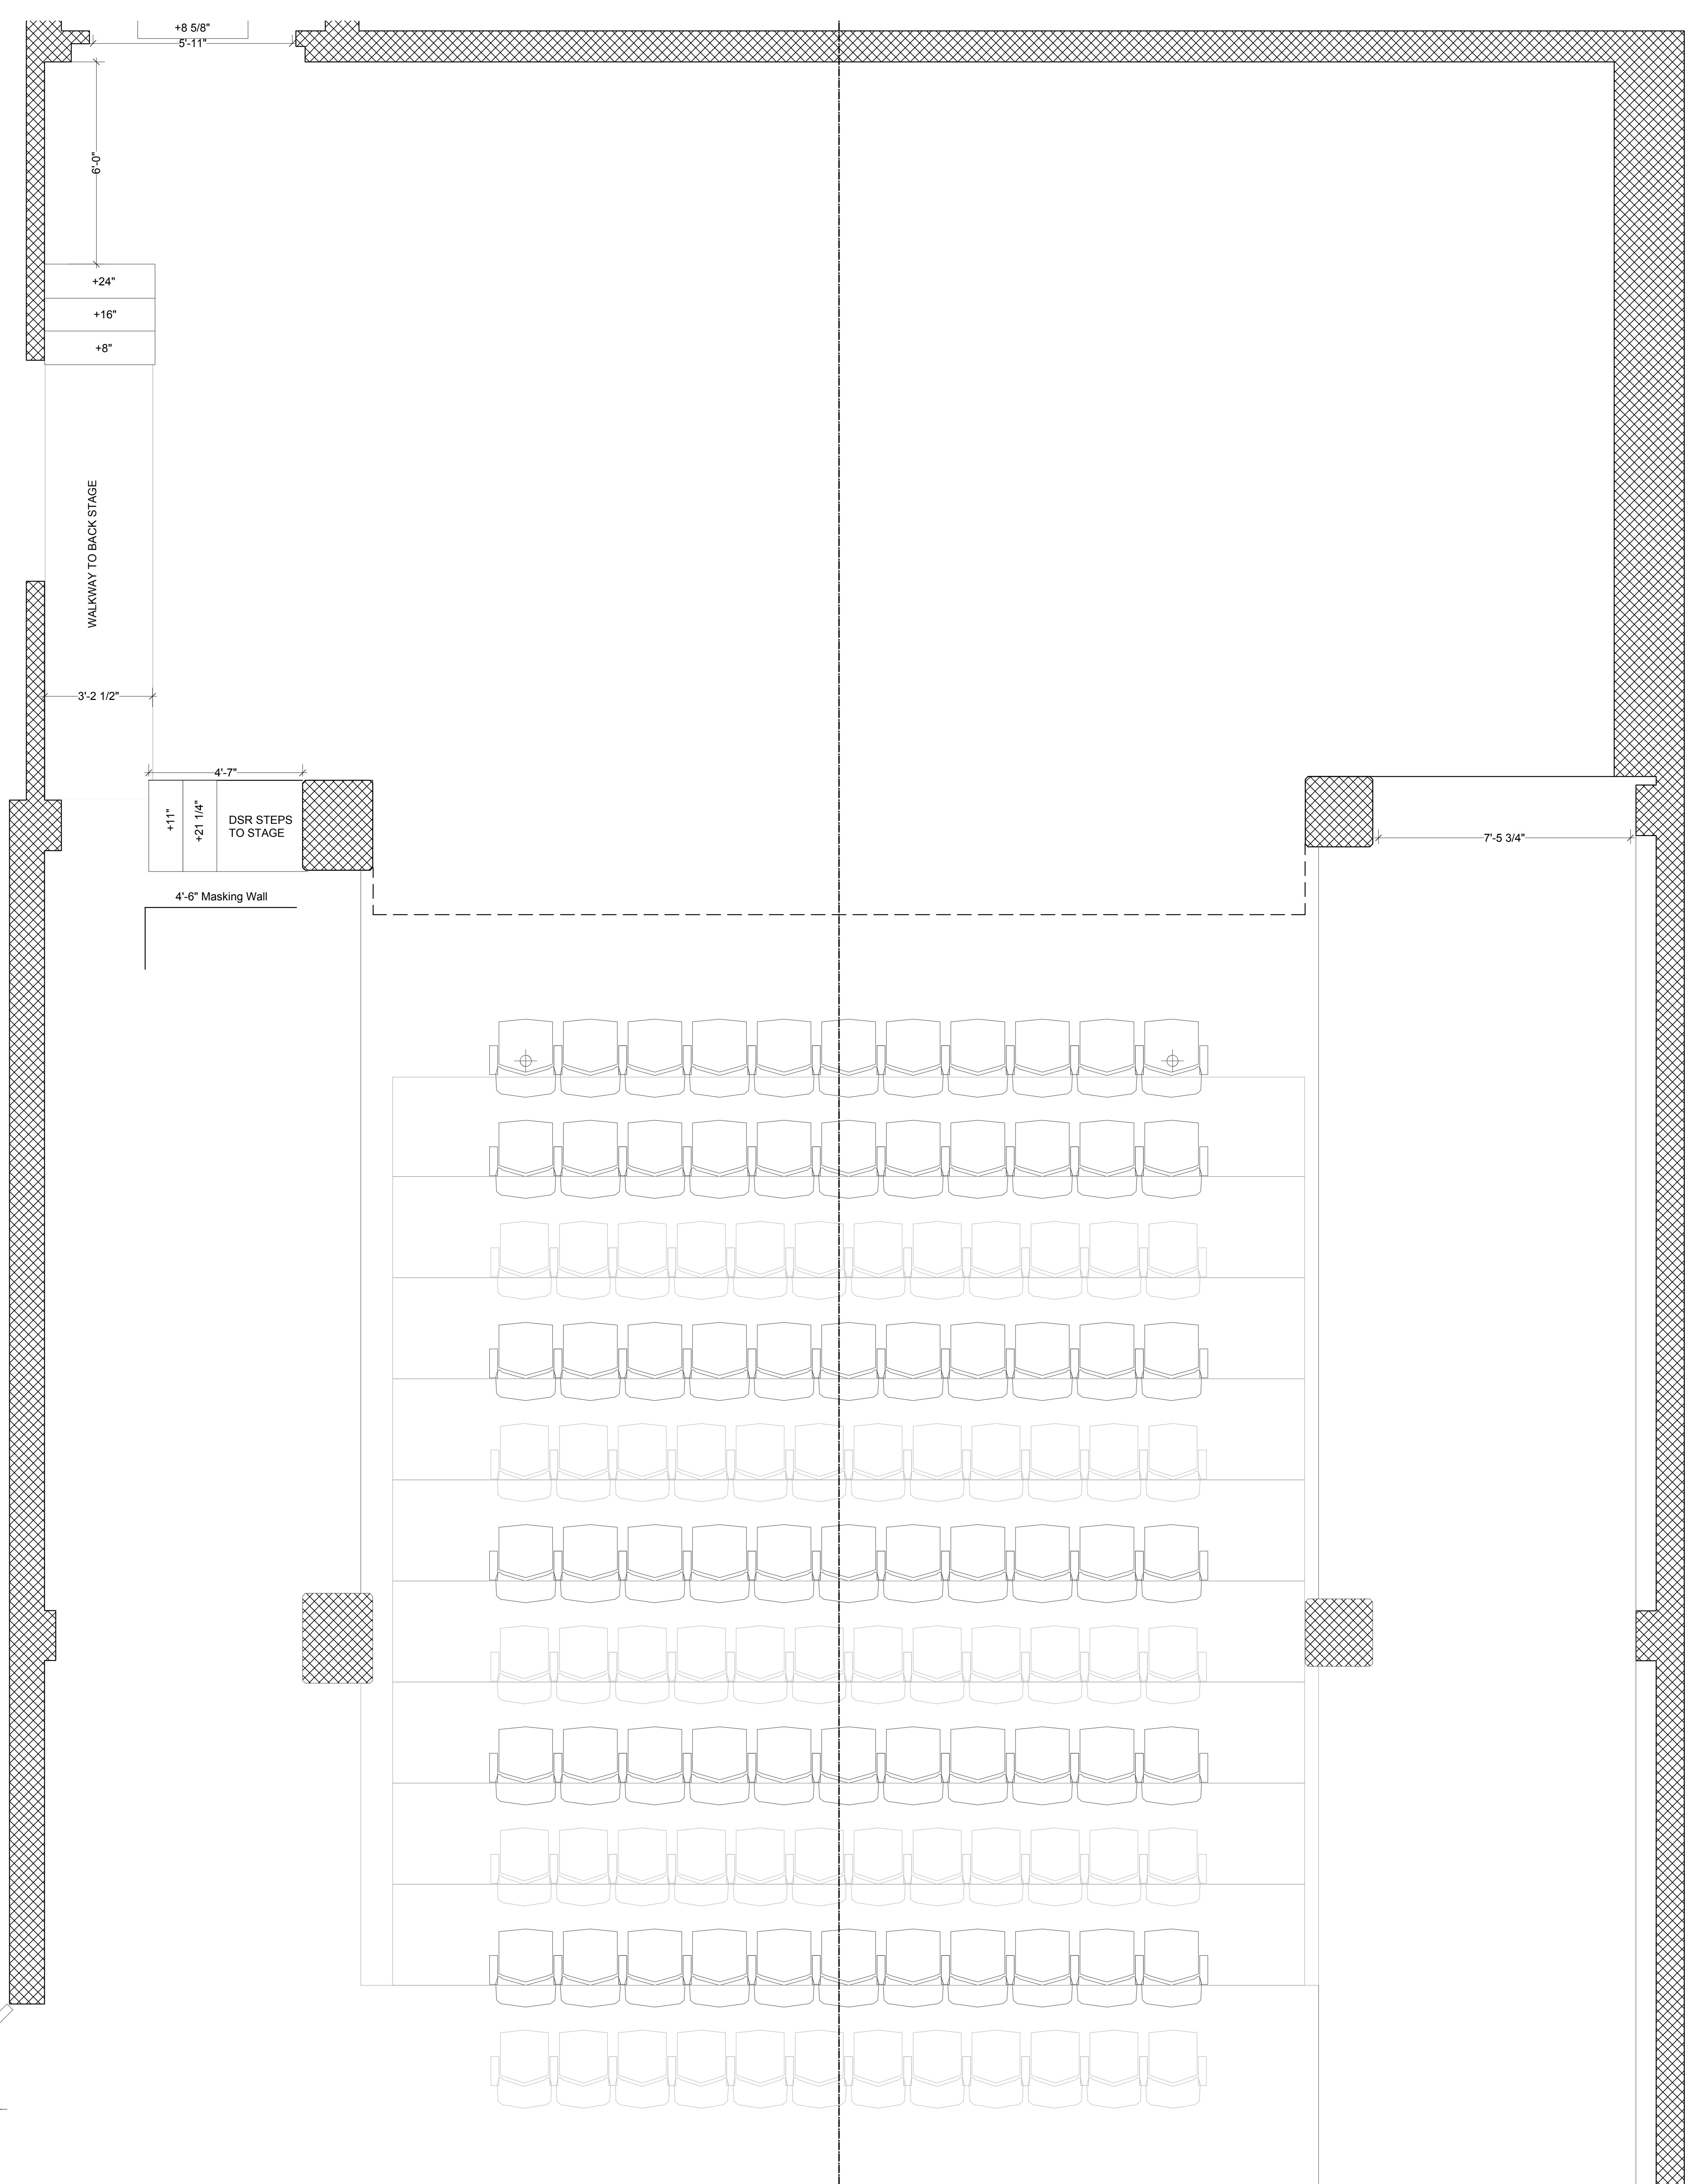 +8 5/8"
5'-11"
6'-0"
+24"
+16"
+8"
WALKWAY TO BACK STAGE
3'-2 1/2"
4'-7"
+11"
+21 1/4"
DSR STEPS
TO STAGE
7'-5 3/4"
4'-6" Masking Wall